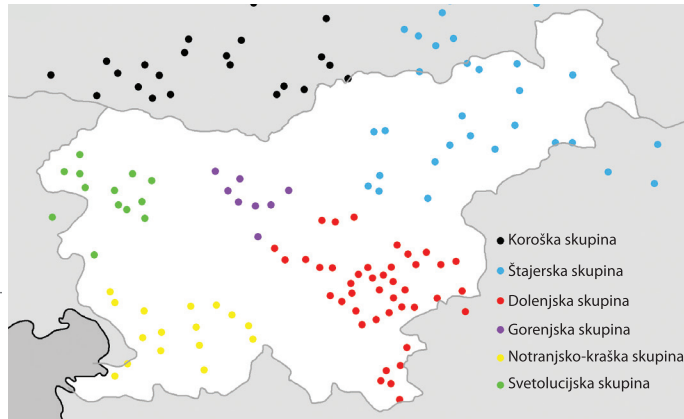 Koroška skupina
Štajerska skupina
Dolenjska skupina
Gorenjska skupina
Notranjsko-kraška skupina
Svetolucijska skupina